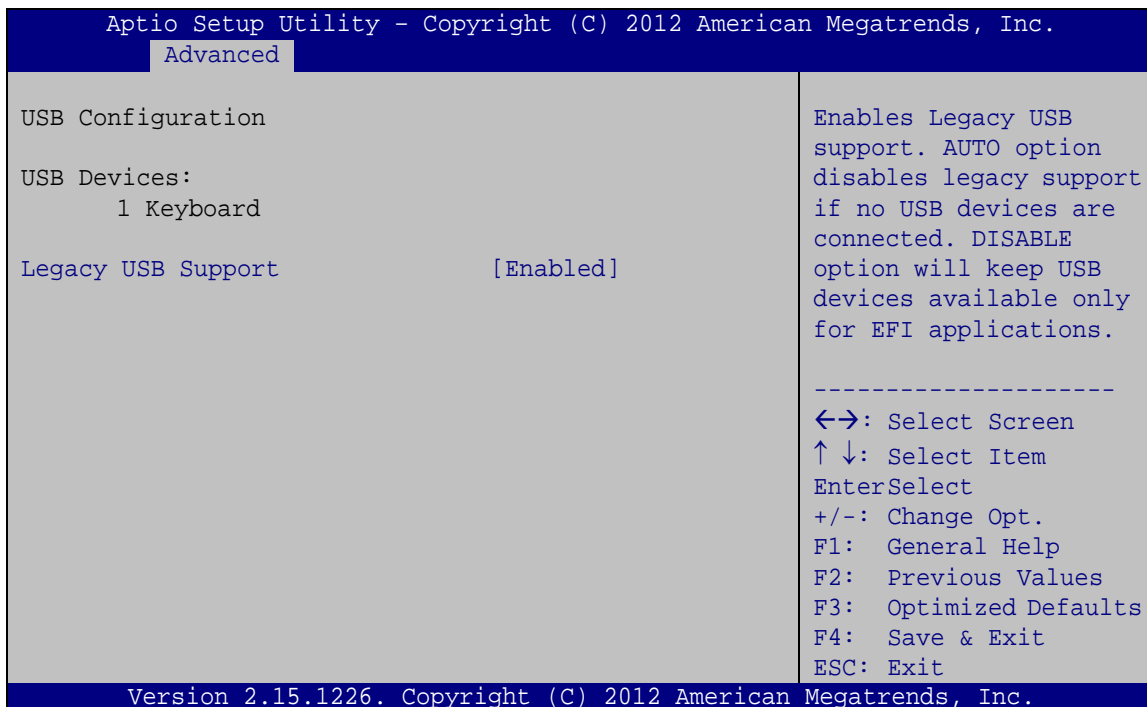 Aptio Setup Utility – Copyright (C) 2012 American Megatrends, Inc.
Advanced
USB Configuration
USB Devices:
1 Keyboard
Legacy USB Support [Enabled]
Enables Legacy USB
support. AUTO option
disables legacy support
if no USB devices are
connected. DISABLE
option will keep USB
devices available only
for EFI applications.
---------------------
←→: Select Screen
↑ ↓: Select Item
EnterSelect
+/-: Change Opt.
F1: General Help
F2: Previous Values
F3: Optimized Defaults
F4: Save & Exit
ESC: Exit
Version 2.15.1226. Copyright (C) 2012 American Megatrends, Inc.